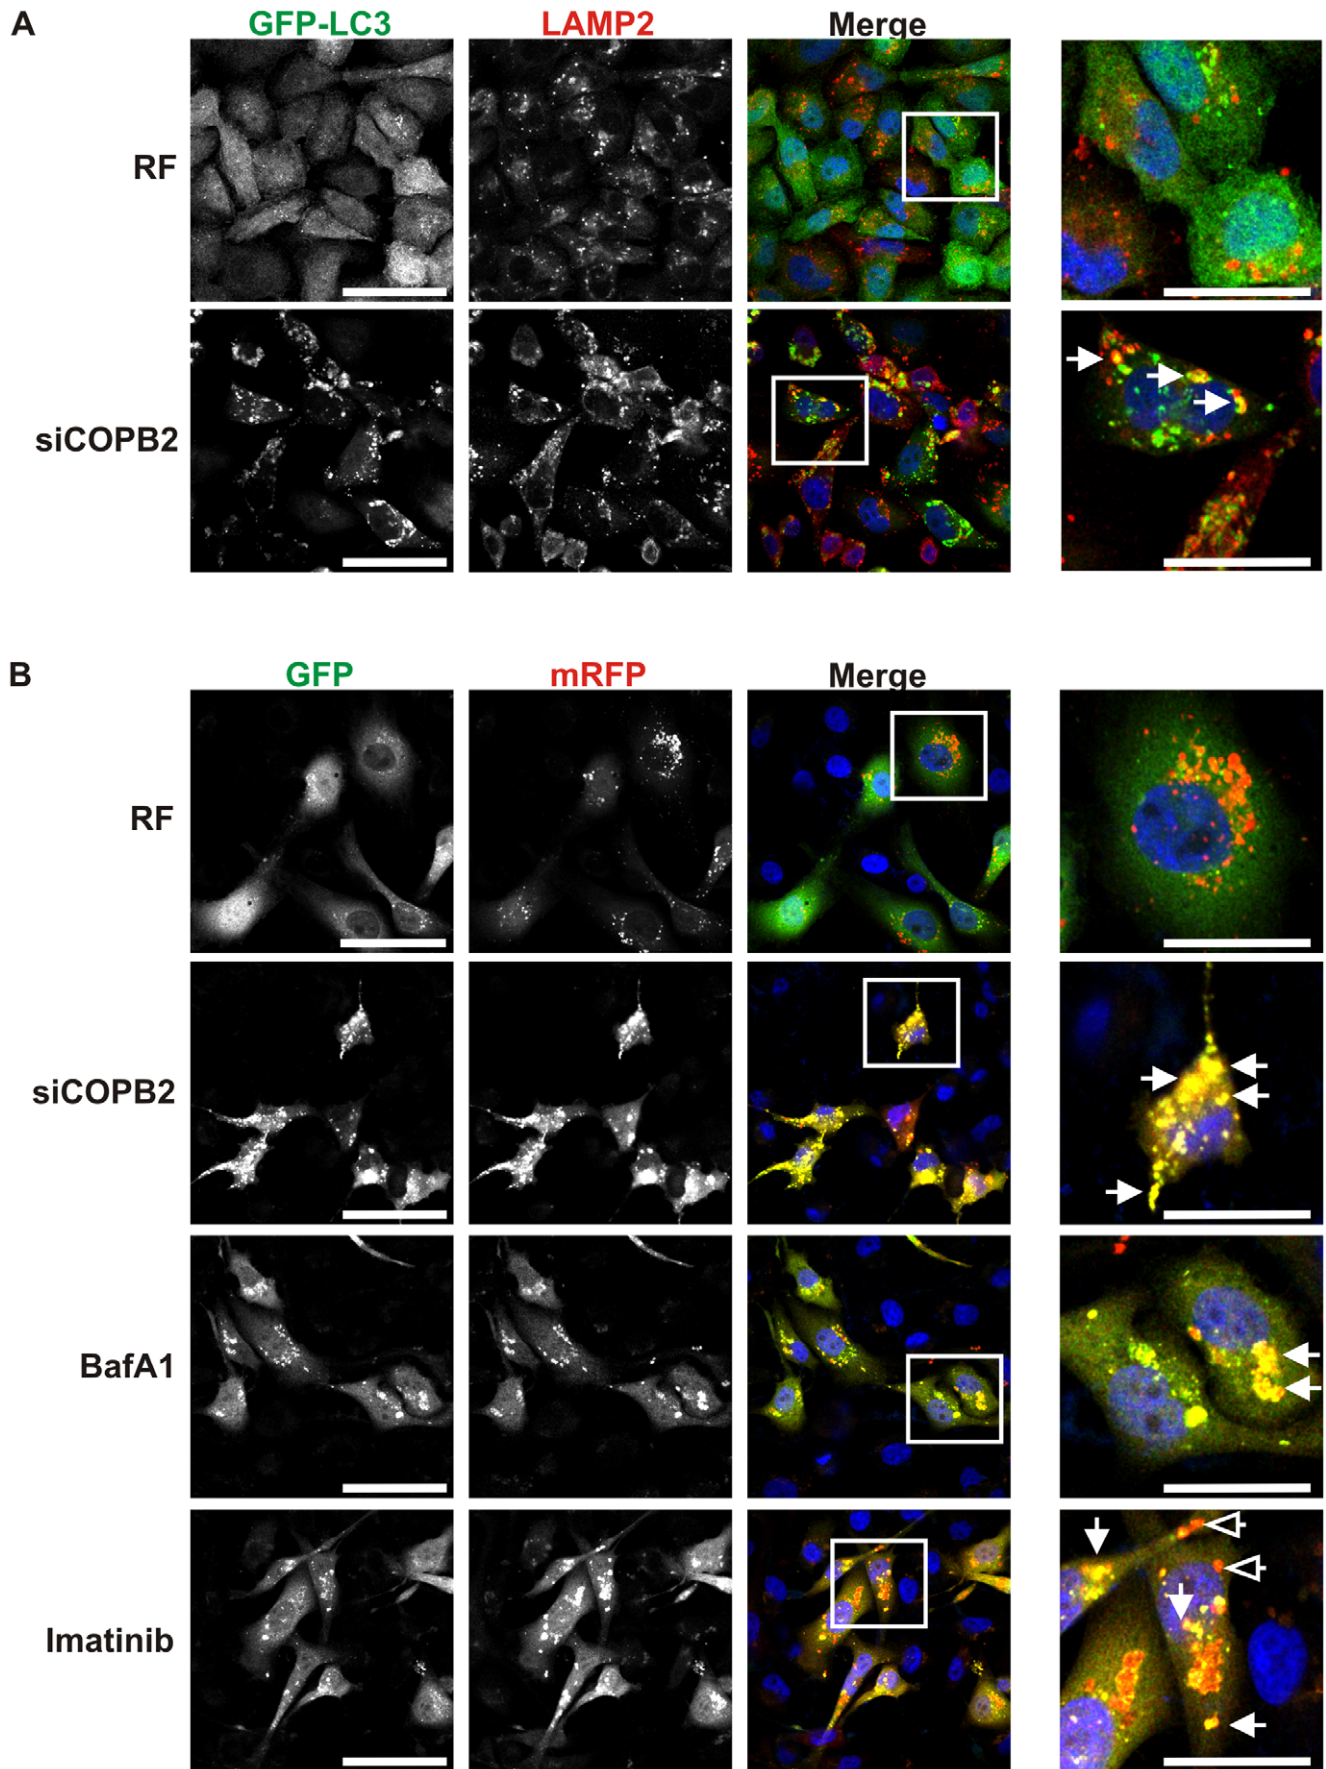 A
GFP-LC3 LAMP2 Merge
RF
siCOPB2
B
GFP mRFP Merge
RF
siCOPB2
BafA1
Imatinib